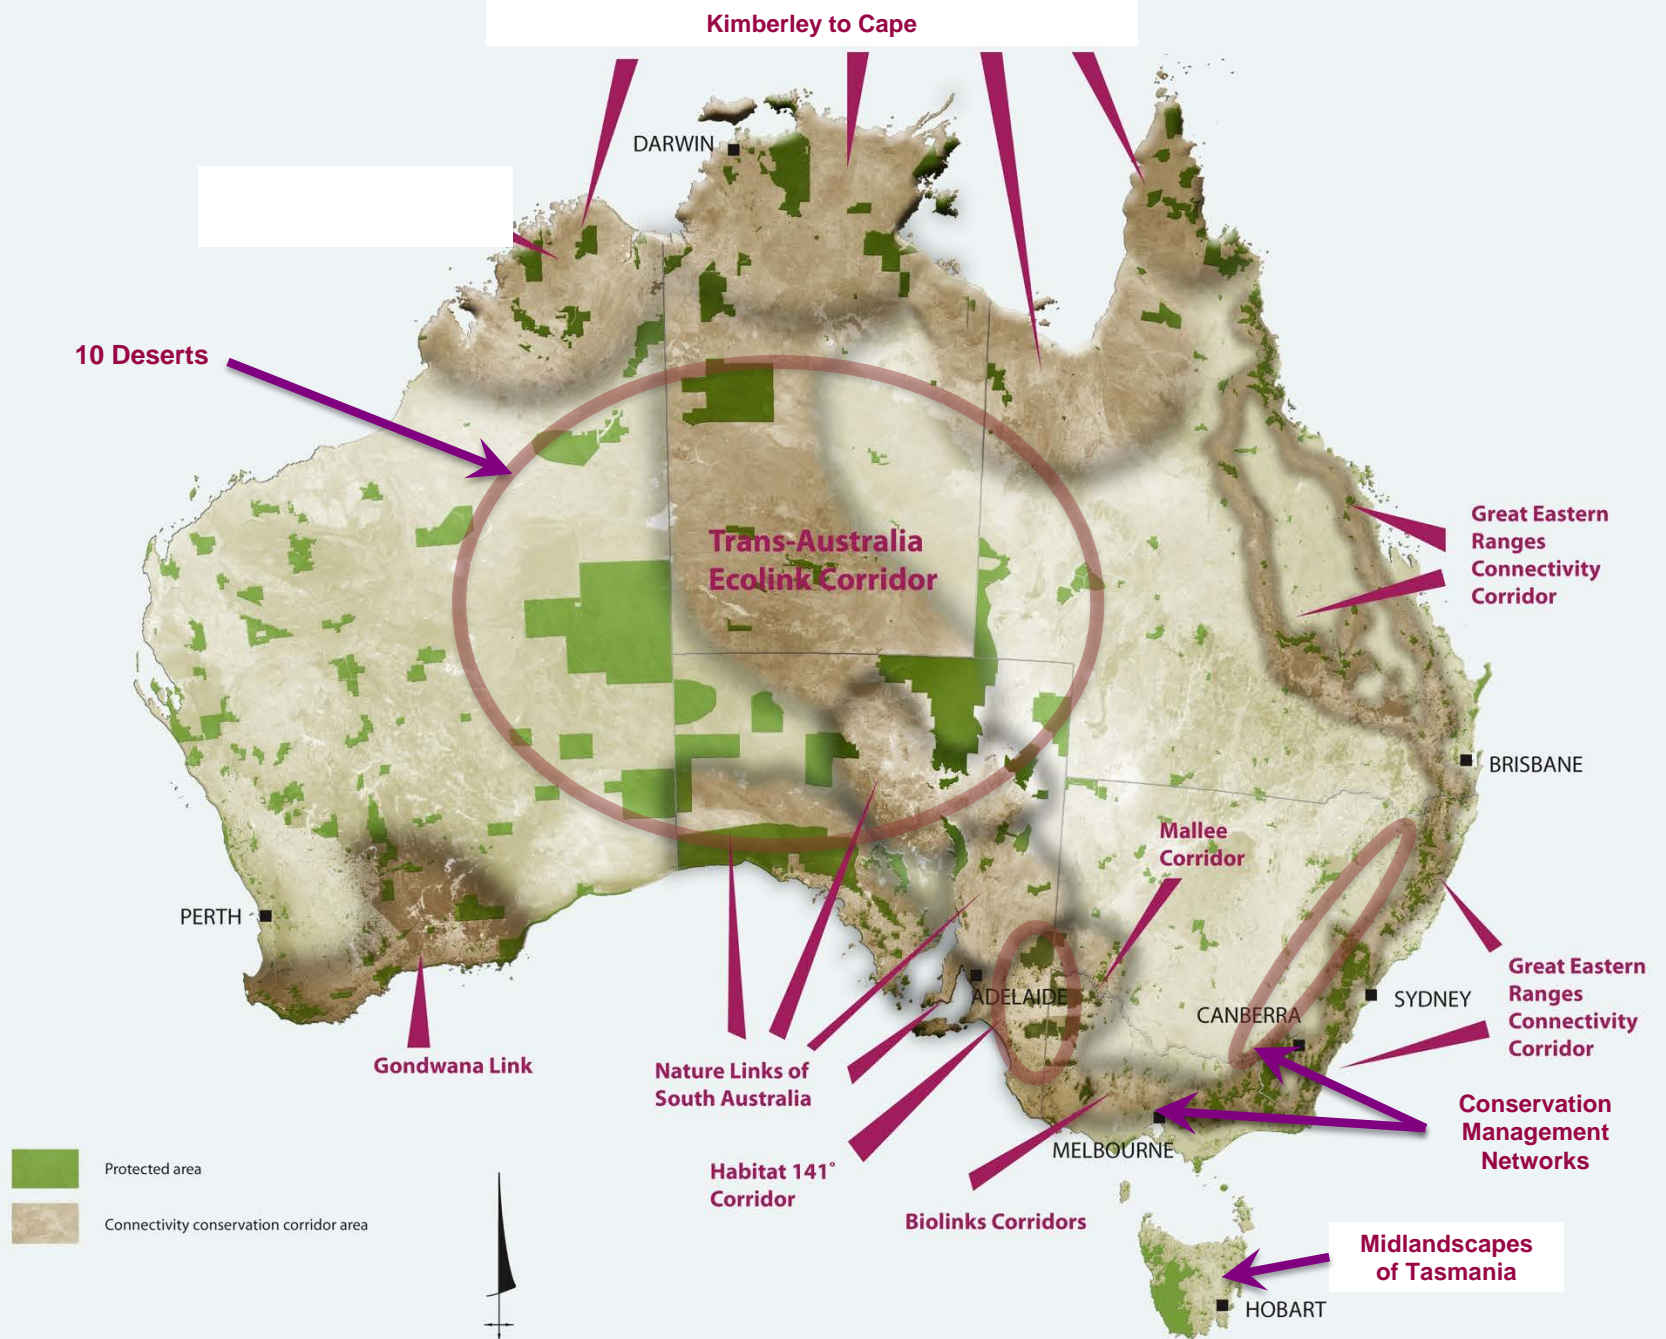 Kimberley to Cape
DARWIN
10 Deserts
Trans-Australia
Ecolink Corridor
Great Eastern
Ranges
Connectivity
Corridor
BRISBANE
Mallee
Corridor
PERTH
ADELAIDE
SYDNEY
CANBERRA
Great Eastern
Ranges
Connectivity
Corridor
Gondwana Link
Nature Links of
South Australia
Conservation
Management
Networks
MELBOURNE
Habitat 141°
Corridor
Biolinks Corridors
Protected area
Connectivity conservation corridor area
Midlandscapes
of Tasmania
HOBART